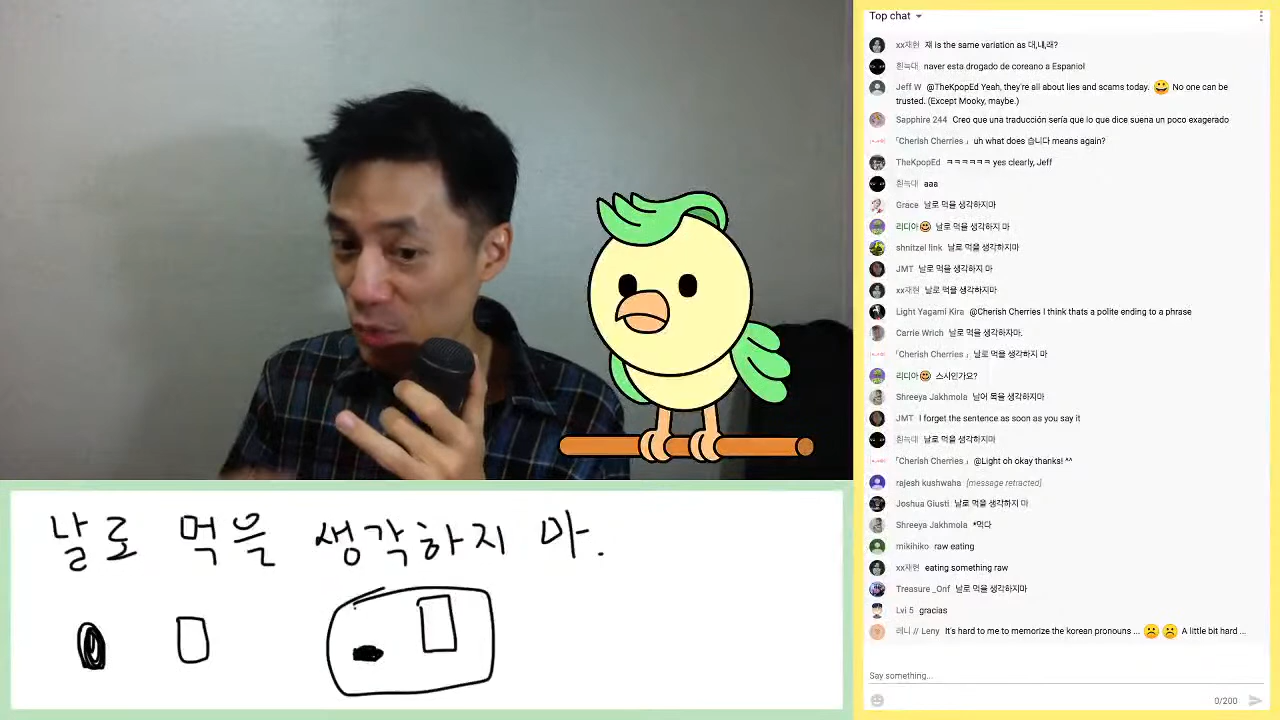 날로 먹을 생각하지 마.
Top chat
xx재현 재 is the same variation as 대,내,래?
흰늑대 naver esta drogado de coreano a Espaniol
Jeff W @TheKpopEd Yeah, they're all about lies and scams today. 😀 No one can be
trusted. (Except Mooky, maybe.)
Sapphire 244 Creo que una traducción sería que lo que dice suena un poco exagerado
「Cherish Cherries 」 uh what does 습니다 means again?
TheKpopEd ㅋㅋㅋㅋㅋㅋ yes clearly, Jeff
흰늑대 aaa
Grace 날로 먹을 생각하지마
리디아 날로 먹을 생각하지 마
shnitzel link 날로 먹을 생각하지마
JMT 날로 먹을 생각하지 마
xx재현 날로 먹을 생각하지마
Light Yagami Kira @Cherish Cherries I think thats a polite ending to a phrase
Carrie Wrich 날로 먹을 생각하자마.
「Cherish Cherries 」 날로 먹을 생각하지 마
리디아 스시인가요?
Shreeya Jakhmola 날어 목을 생각하지마
JMT I forget the sentence as soon as you say it
흰늑대 날로 먹을 생각하지마
「Cherish Cherries 」 @Light oh okay thanks! ^^
rajesh kushwaha [message retracted]
Joshua Giusti 날로 먹을 생각하지 마
Shreeya Jakhmola *먹다
mikihiko raw eating
xx재현 eating something raw
Treasure _Onf 날로 먹을 생각하지마
Lvi 5 gracias
레니 // Leny It's hard to me to memorize the korean pronouns ... ☹️ ☹️ A little bit hard ...
Say something...
0/200